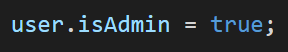 user.isAdmin = true;